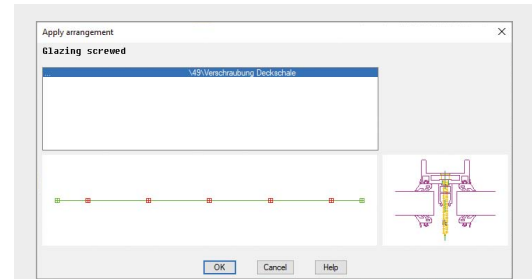 Apply arrangement
Glazing screwed
... \49\Verschraubung Deckschale
OK Cancel Help